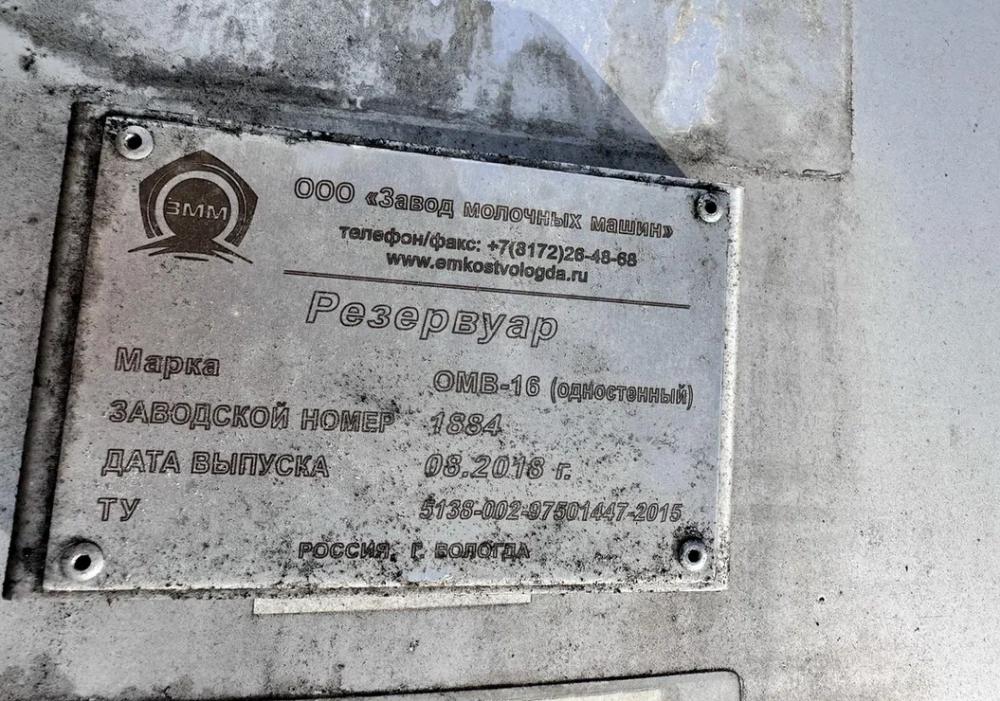 ЗММ
ООО «Завод молочных машин»
телефон/факс: +7(8172)26-48-68
www.emkostvologda.ru
Резервуар
Марка ОМВ-16 (одностенный)
ЗАВОДСКОЙ НОМЕР 1884
ДАТА ВЫПУСКА 08.2018 г.
ТУ 5138-002-97501447-2015
РОССИЯ, Г. ВОЛОГДА